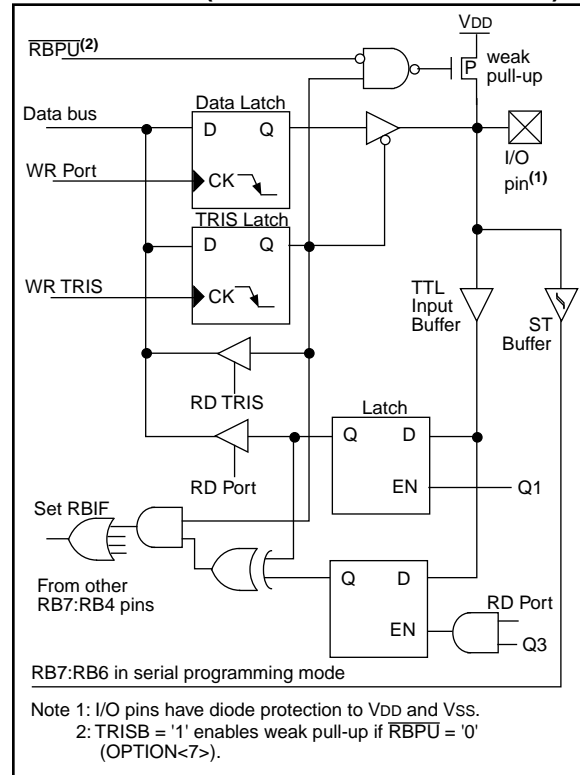 VDD
RBPU(2)
weak
pull-up
P
Data Latch
Data bus
D Q
I/O
pin(1)
WR Port
CK
TRIS Latch
D Q
WR TRIS
CK
TTL
Input
Buffer
ST
Buffer
RD TRIS
Latch
Q D
RD Port
EN
Q1
Set RBIF
From other
RB7:RB4 pins
Q D
RD Port
EN
Q3
RB7:RB6 in serial programming mode
Note 1: I/O pins have diode protection to VDD and VSS.
2: TRISB = '1' enables weak pull-up if RBPU = '0'
(OPTION<7>).